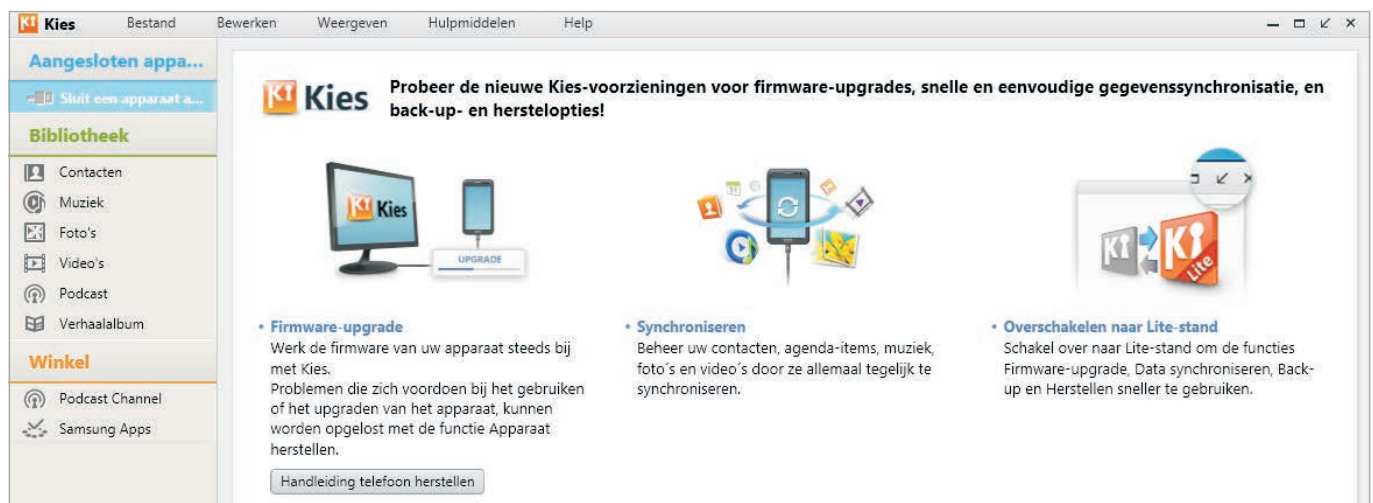 Kies Bestand Bewerken Weergeven Hulpmiddelen Help
Aangesloten appa...
Sluit een apparaat a...
Bibliotheek
Contacten
Muziek
Foto's
Video's
Podcast
Verhaalalbum
Winkel
Podcast Channel
Samsung Apps
Kies
Probeer de nieuwe Kies-voorzieningen voor firmware-upgrades, snelle en eenvoudige gegevenssynchronisatie, en
back-up- en herstelopties!
Kies
UPGRADE
Lite
• Firmware-upgrade
Werk de firmware van uw apparaat steeds bij
met Kies.
Problemen die zich voordoen bij het gebruiken
of het upgraden van het apparaat, kunnen
worden opgelost met de functie Apparaat
herstellen.
Handleiding telefoon herstellen
• Synchroniseren
Beheer uw contacten, agenda-items, muziek,
foto´s en video´s door ze allemaal tegelijk te
synchroniseren.
• Overschakelen naar Lite-stand
Schakel over naar Lite-stand om de functies
Firmware-upgrade, Data synchroniseren, Back-
up en Herstellen sneller te gebruiken.